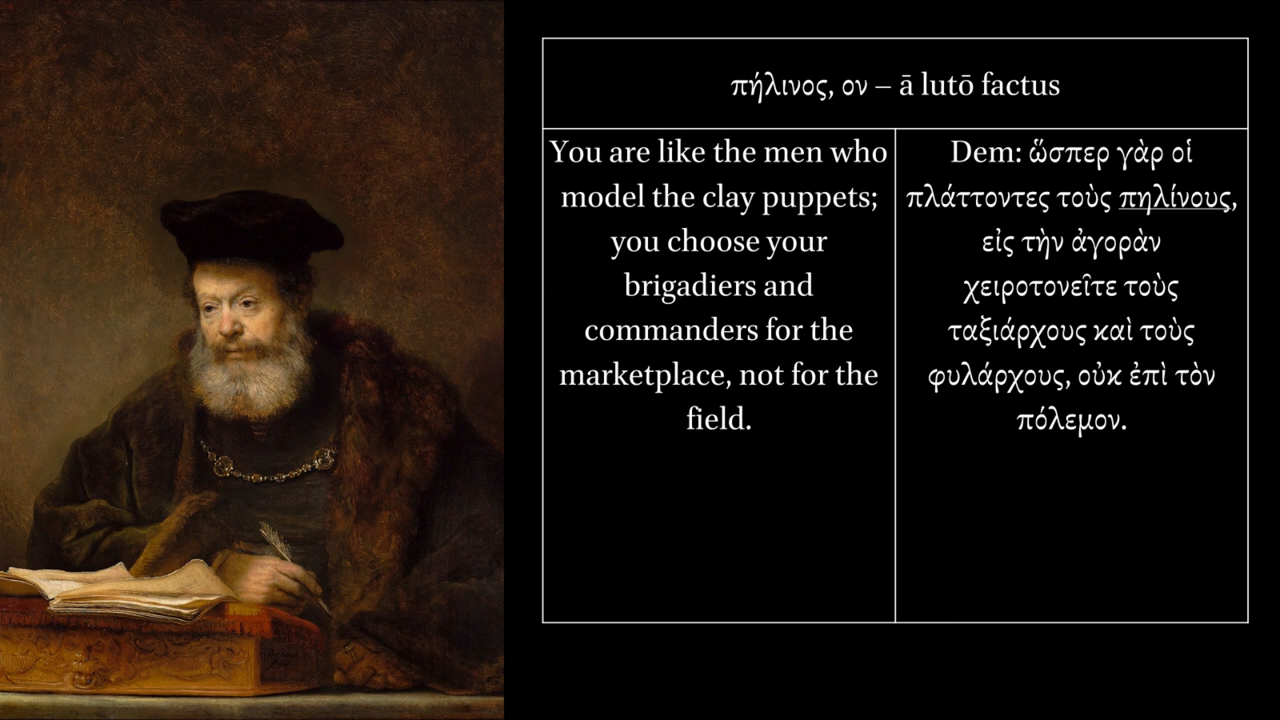 πήλινος, ον – ā lutō factus
You are like the men who
model the clay puppets;
you choose your
brigadiers and
commanders for the
marketplace, not for the
field.
Dem: ὥσπερ γὰρ οἱ
πλάττοντες τοὺς πηλίνους,
εἰς τὴν ἀγορὰν
χειροτονεῖτε τοὺς
ταξιάρχους καὶ τοὺς
φυλάρχους, οὐκ ἐπὶ τὸν
πόλεμον.